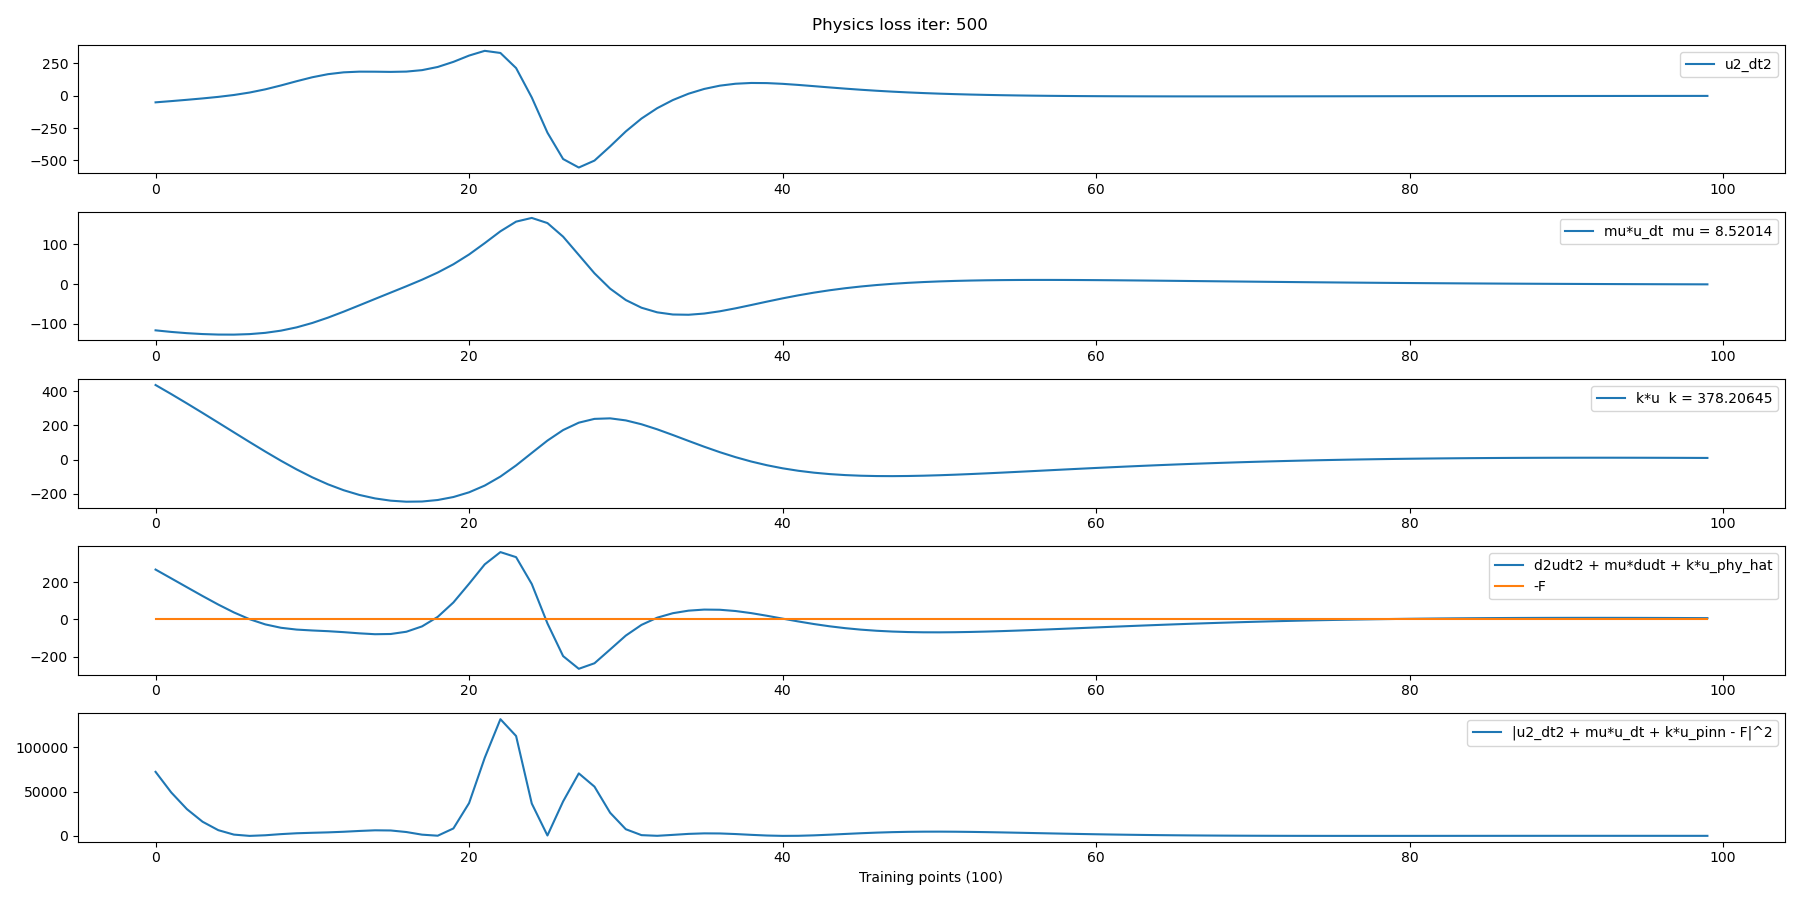 Physics loss iter: 500
250
0
−250
−500
u2_dt2
0 20 40 60 80 100
100
0
−100
mu*u_dt  mu = 8.52014
0 20 40 60 80 100
400
200
0
−200
k*u  k = 378.20645
0 20 40 60 80 100
200
0
−200
d2udt2 + mu*dudt + k*u_phy_hat
-F
0 20 40 60 80 100
100000
50000
0
|u2_dt2 + mu*u_dt + k*u_pinn - F|^2
0 20 40 60 80 100
Training points (100)